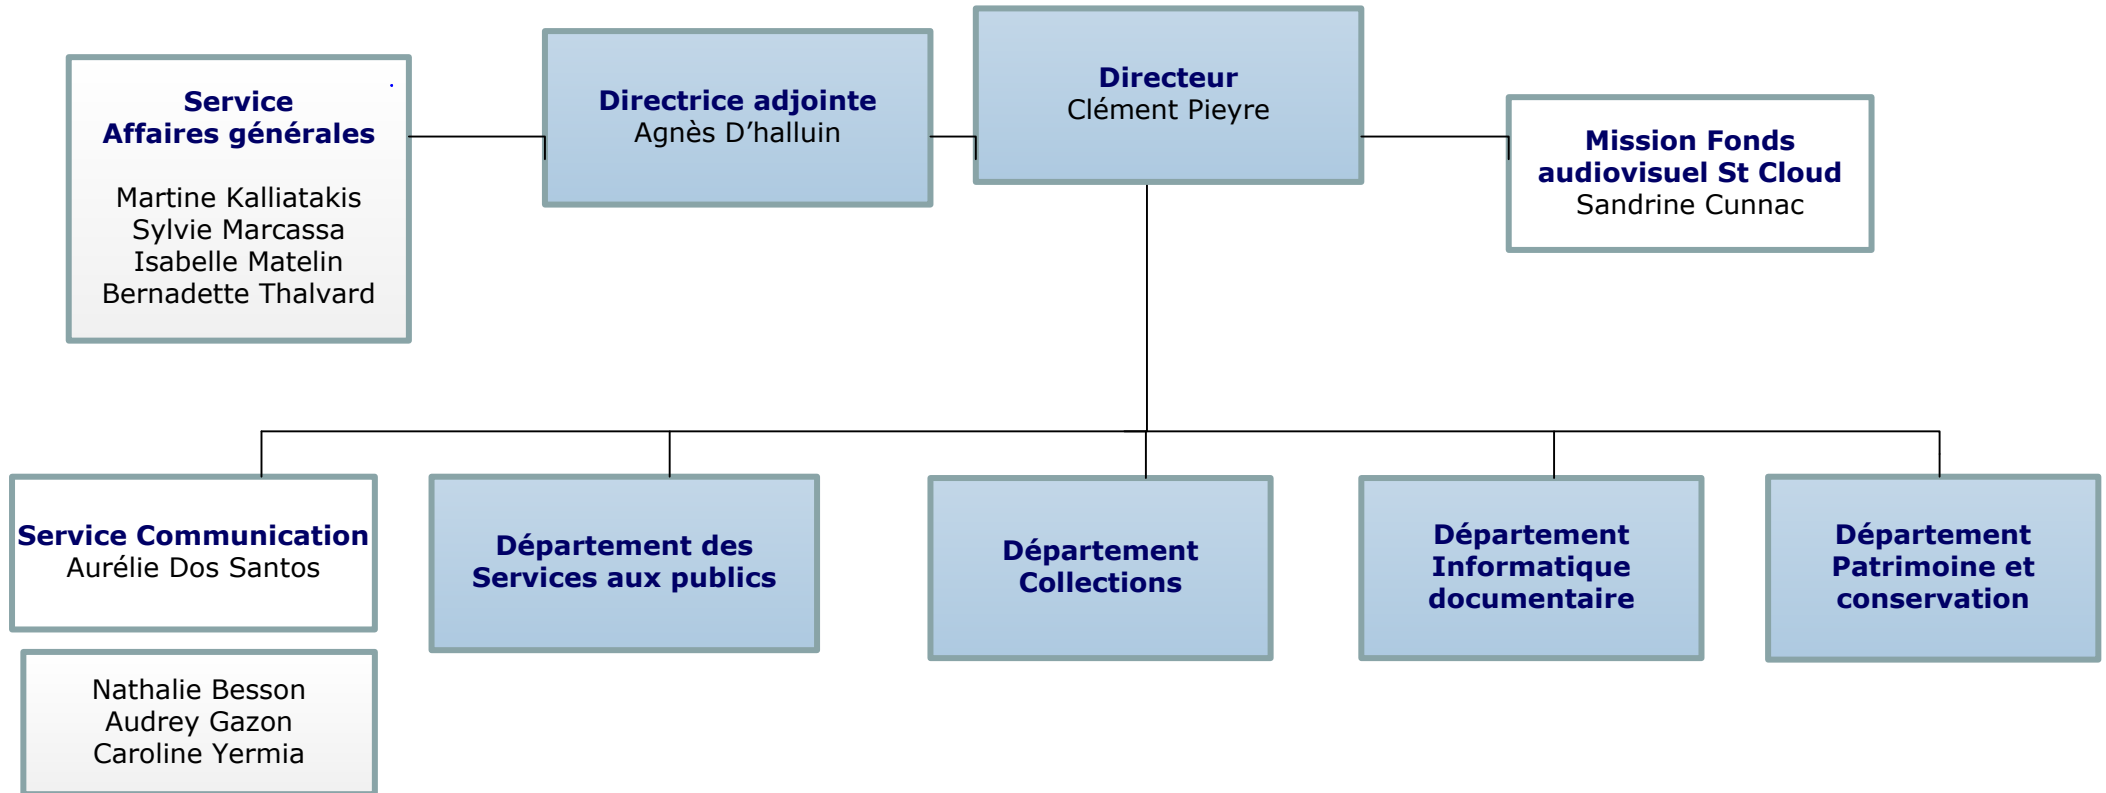 Service
Affaires générales
Martine Kalliatakis
Sylvie Marcassa
Isabelle Matelin
Bernadette Thalvard
Directrice adjointe
Agnès D’halluin
Directeur
Clément Pieyre
Mission Fonds
audiovisuel St Cloud
Sandrine Cunnac
Service Communication
Aurélie Dos Santos
Nathalie Besson
Audrey Gazon
Caroline Yermia
Département des
Services aux publics
Département
Collections
Département
Informatique
documentaire
Département
Patrimoine et
conservation